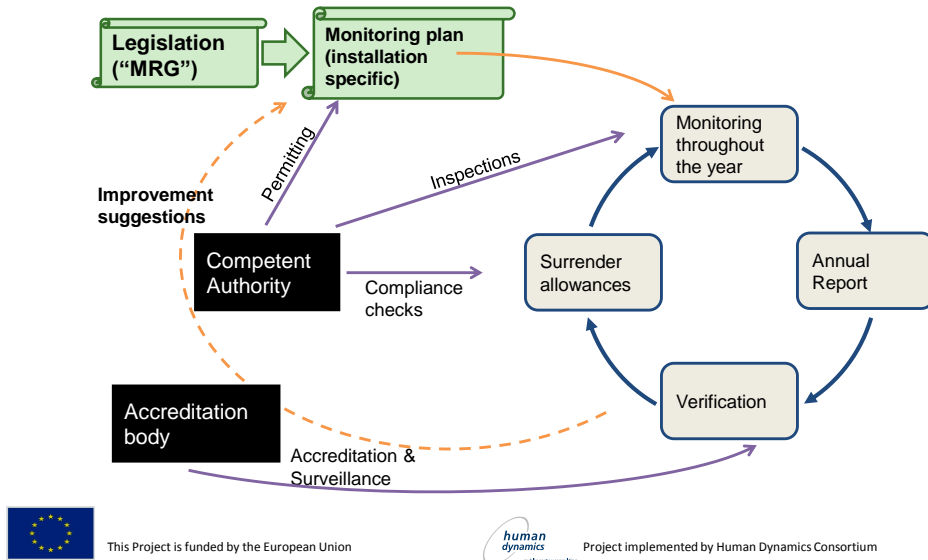 Legislation
(“MRG”)
Monitoring plan
(installation
specific)
Monitoring
throughout
the year
Permitting
Inspections
Improvement
suggestions
Competent
Authority
Compliance
checks
Surrender
allowances
Annual
Report
Accreditation
body
Verification
Accreditation &
Surveillance
This Project is funded by the European Union
human
dynamics
Project implemented by Human Dynamics Consortium